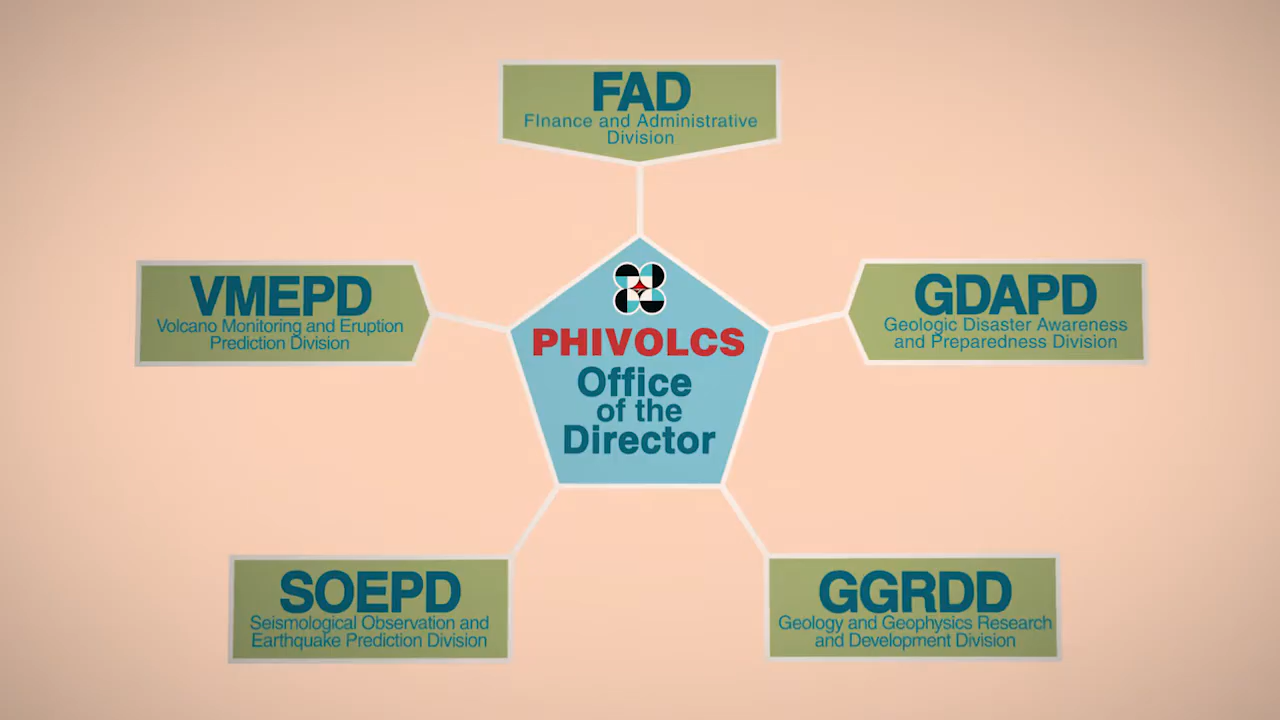 FAD
FInance and Administrative
Division
VMEPD
Volcano Monitoring and Eruption
Prediction Division
GDAPD
Geologic Disaster Awareness
and Preparedness Division
PHIVOLCS
Office
of the
Director
SOEPD
Seismological Observation and
Earthquake Prediction Division
GGRDD
Geology and Geophysics Research
and Development Division